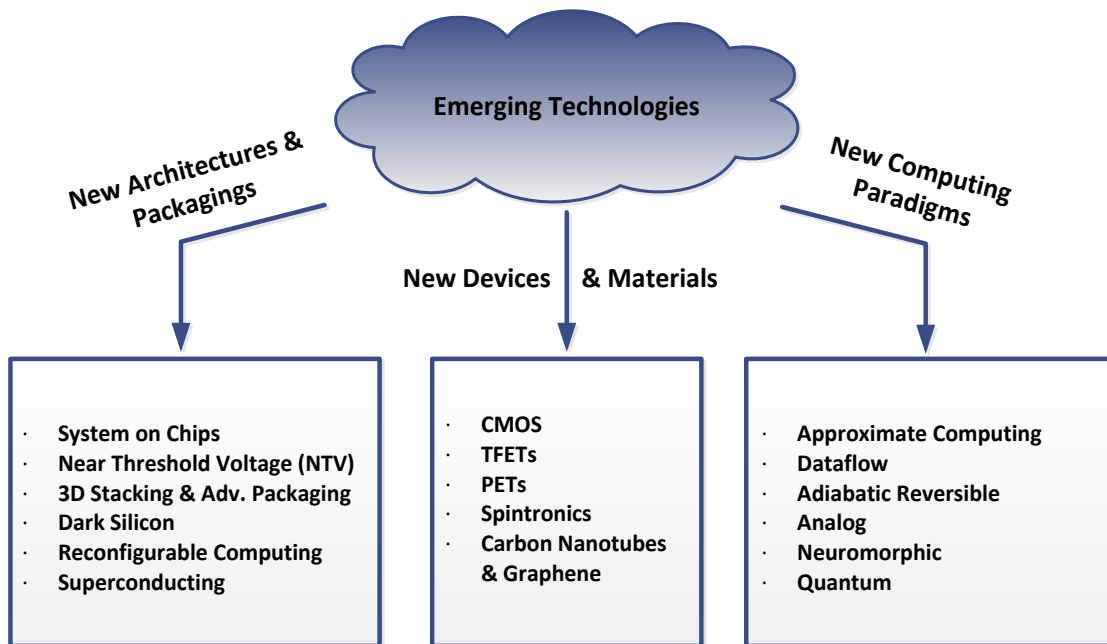 Emerging Technologies
New Architectures &
Packagings
New Devices & Materials
New Computing
Paradigms
· System on Chips
· Near Threshold Voltage (NTV)
· 3D Stacking & Adv. Packaging
· Dark Silicon
· Reconfigurable Computing
· Superconducting
· CMOS
· TFETs
· PETs
· Spintronics
· Carbon Nanotubes
& Graphene
· Approximate Computing
· Dataflow
· Adiabatic Reversible
· Analog
· Neuromorphic
· Quantum